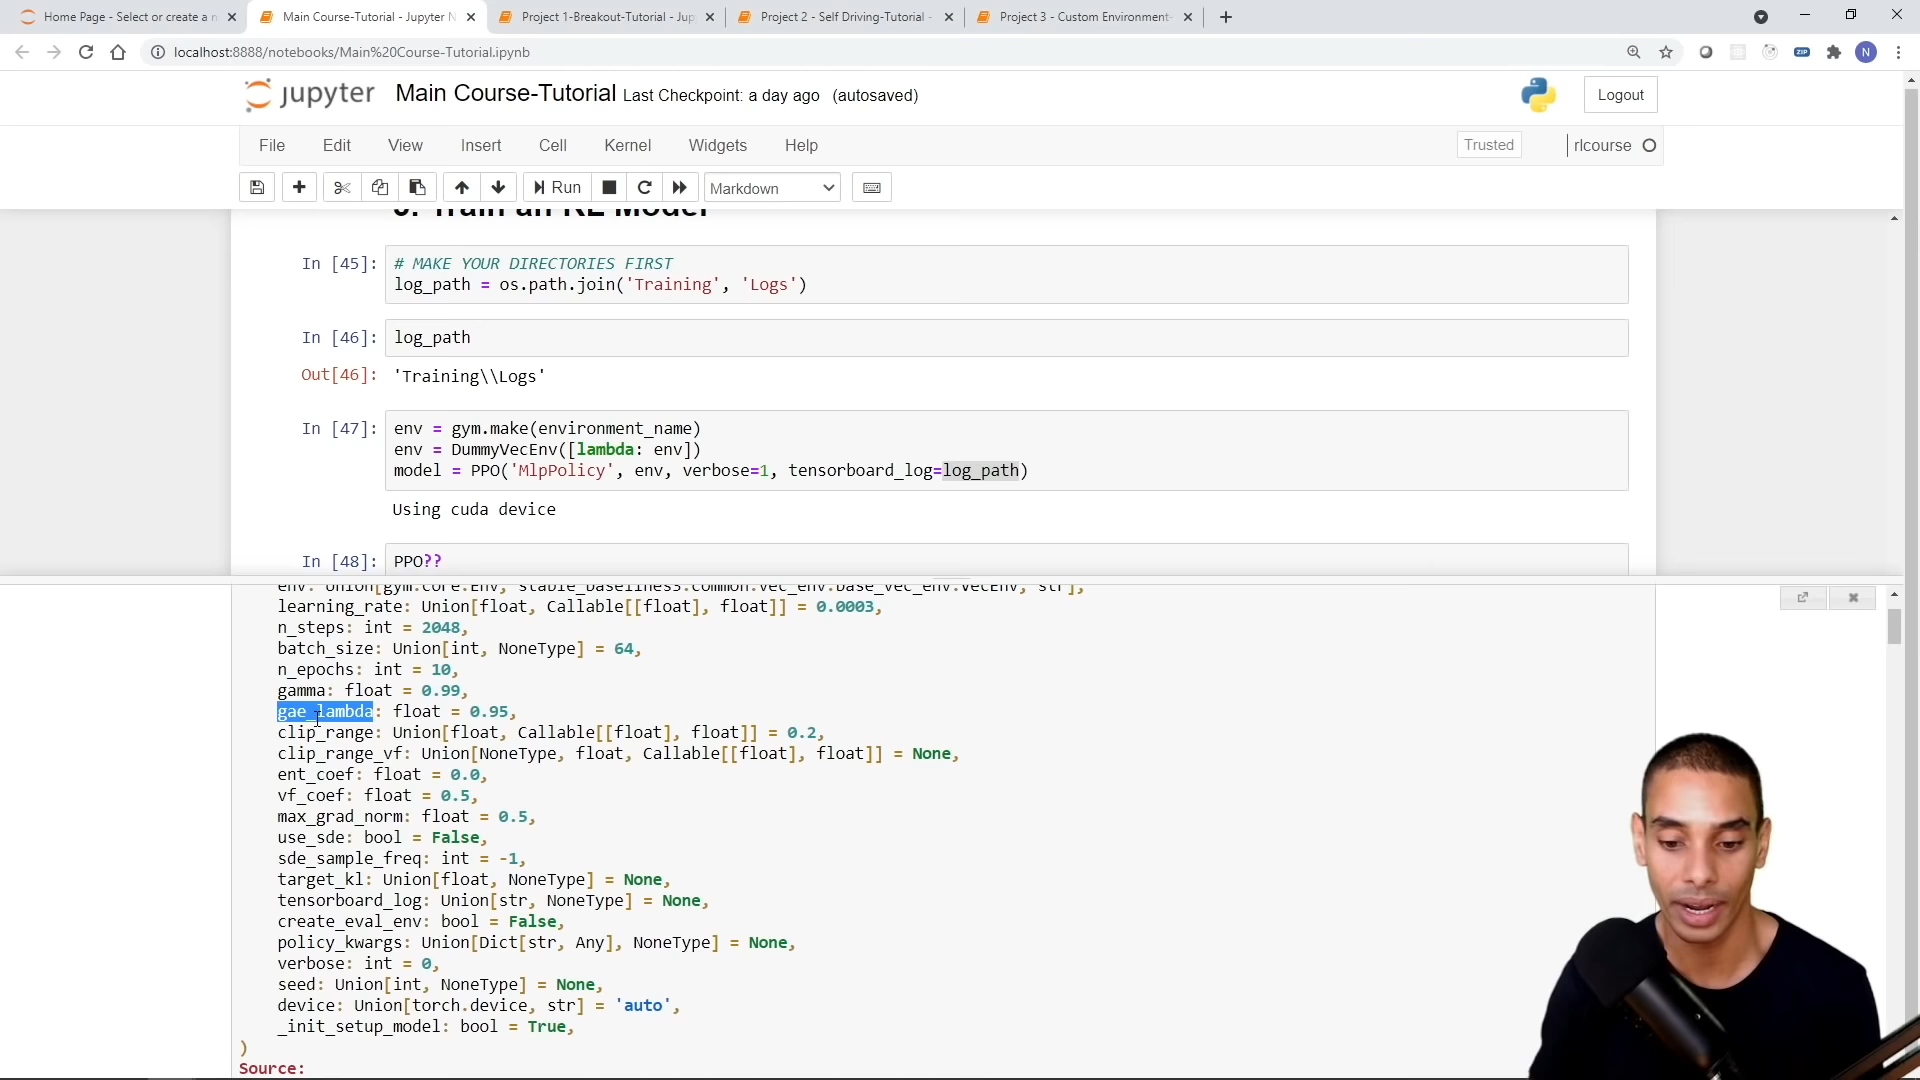 Home Page - Select or create a n
Main Course-Tutorial - Jupyter N
Project 1-Breakout-Tutorial - Jup
Project 2 - Self Driving-Tutorial -
Project 3 - Custom Environment-
localhost:8888/notebooks/Main%20Course-Tutorial.ipynb
ZIP
N
jupyter Main Course-Tutorial Last Checkpoint: a day ago (autosaved)
Logout
File Edit View Insert Cell Kernel Widgets Help
Trusted
rlcourse
Run
Markdown
Train an RL Model
In [45]: # MAKE YOUR DIRECTORIES FIRST
log_path = os.path.join('Training', 'Logs')
In [46]: log_path
Out[46]: 'Training\\Logs'
In [47]: env = gym.make(environment_name)
env = DummyVecEnv([lambda: env])
model = PPO('MlpPolicy', env, verbose=1, tensorboard_log=log_path)
Using cuda device
In [48]: PPO??
env: Union[gym.core.Env, stable_baselines3.common.vec_env.base_vec_env.VecEnv, str],
learning_rate: Union[float, Callable[[float], float]] = 0.0003,
n_steps: int = 2048,
batch_size: Union[int, NoneType] = 64,
n_epochs: int = 10,
gamma: float = 0.99,
gae_lambda: float = 0.95,
clip_range: Union[float, Callable[[float], float]] = 0.2,
clip_range_vf: Union[NoneType, float, Callable[[float], float]] = None,
ent_coef: float = 0.0,
vf_coef: float = 0.5,
max_grad_norm: float = 0.5,
use_sde: bool = False,
sde_sample_freq: int = -1,
target_kl: Union[float, NoneType] = None,
tensorboard_log: Union[str, NoneType] = None,
create_eval_env: bool = False,
policy_kwargs: Union[Dict[str, Any], NoneType] = None,
verbose: int = 0,
seed: Union[int, NoneType] = None,
device: Union[torch.device, str] = 'auto',
_init_setup_model: bool = True,
)
Source: